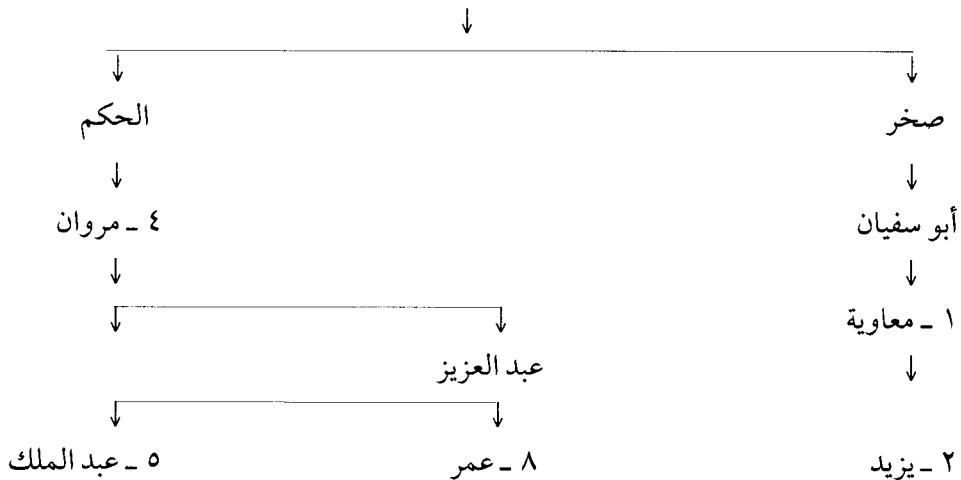 صخر الحكم
أبو سفيان ٤ ـ مروان
١ ـ معاوية
عبد العزيز
٢ ـ يزيد ٨ ـ عمر ٥ ـ عبد الملك